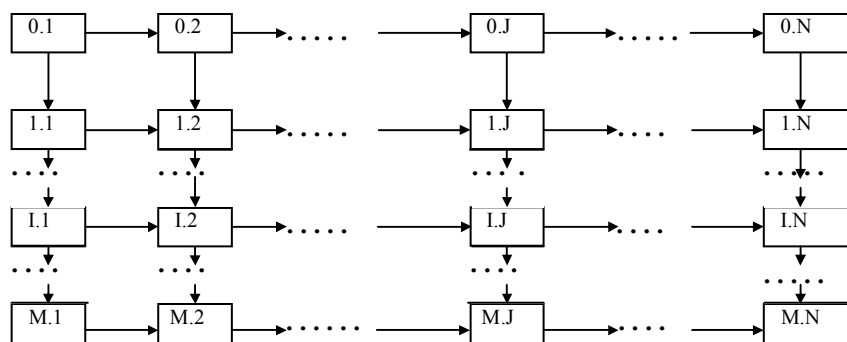 0.1 0.2 ..... 0.J ..... 0.N
1.1 1.2 ..... 1.J .... 1.N
..... ..... ..... .....
I.1 I.2 ..... I.J .... I.N
..... ..... ..... .....
M.1 M.2 ...... M.J .... M.N